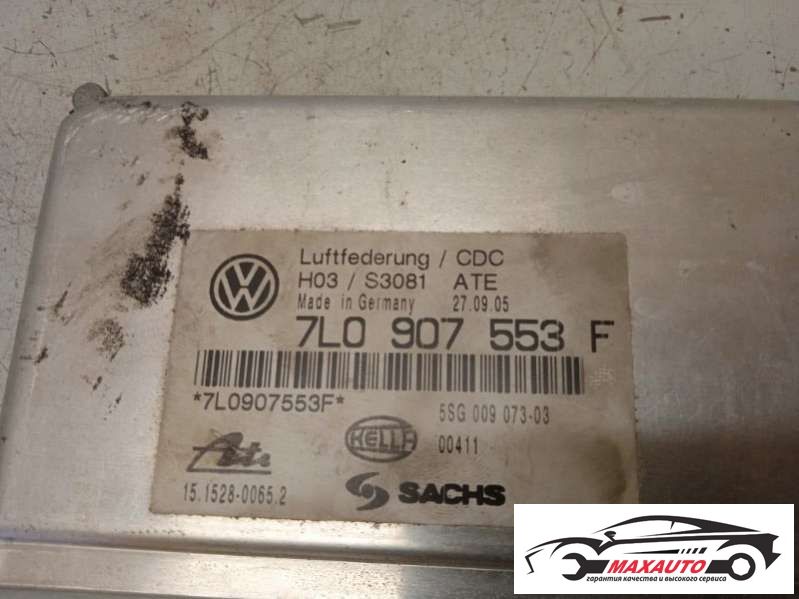 Luftfederung / CDC
H03 / S3081 ATE
Made in Germany 27.09.05
7L0 907 553 F
*7L0907553F*
5SG 009 073-03
HELLA
00411
Ate
15.1528-0065.2
SACHS
MAXAUTO
гарантия качества и высокого сервиса